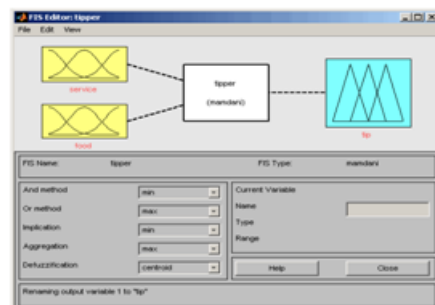 FIS Editor: tipper
File Edit View
service
food
tipper
(mamdani)
tip
FIS Name: tipper FIS Type: mamdani
And method min
Or method max
Implication min
Aggregation max
Defuzzification centroid
Current Variable
Name
Type
Range
Help Close
Renaming output variable 1 to "tip"